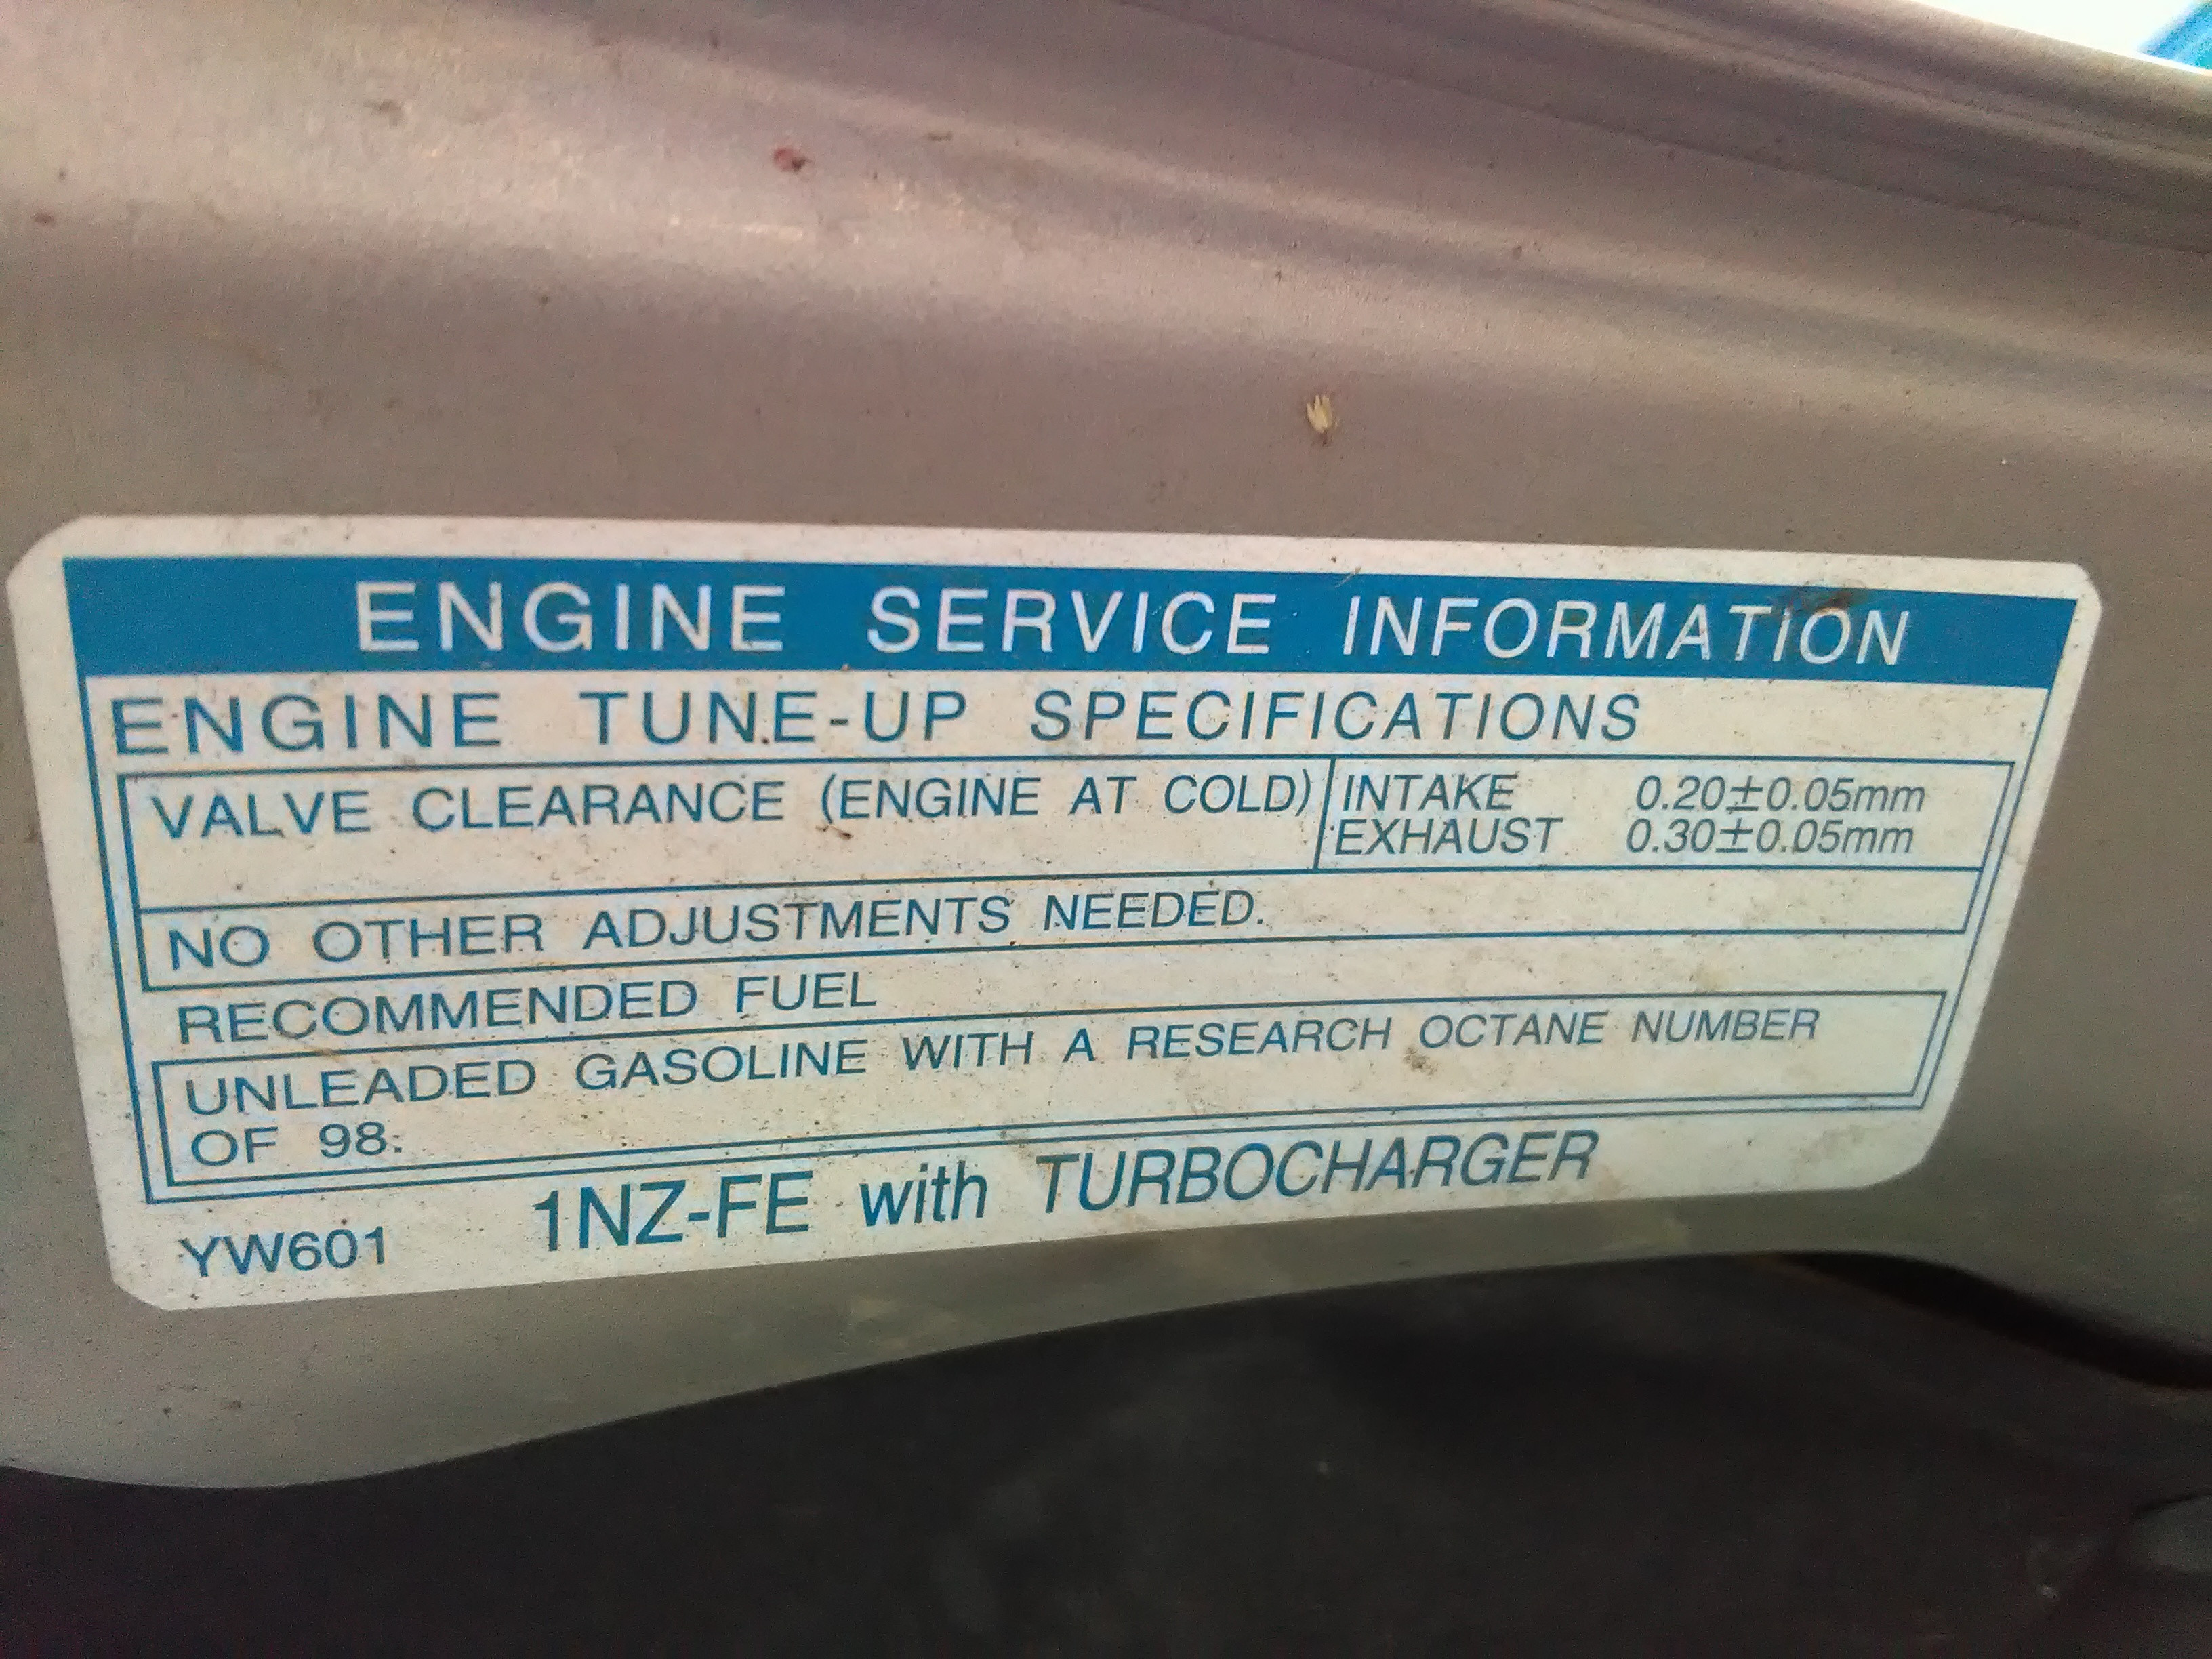 ENGINE SERVICE INFORMATION
ENGINE TUNE-UP SPECIFICATIONS
VALVE CLEARANCE (ENGINE AT COLD) INTAKE 0.20±0.05mm
EXHAUST 0.30±0.05mm
NO OTHER ADJUSTMENTS NEEDED.
RECOMMENDED FUEL
UNLEADED GASOLINE WITH A RESEARCH OCTANE NUMBER
OF 98.
YW601 1NZ-FE with TURBOCHARGER